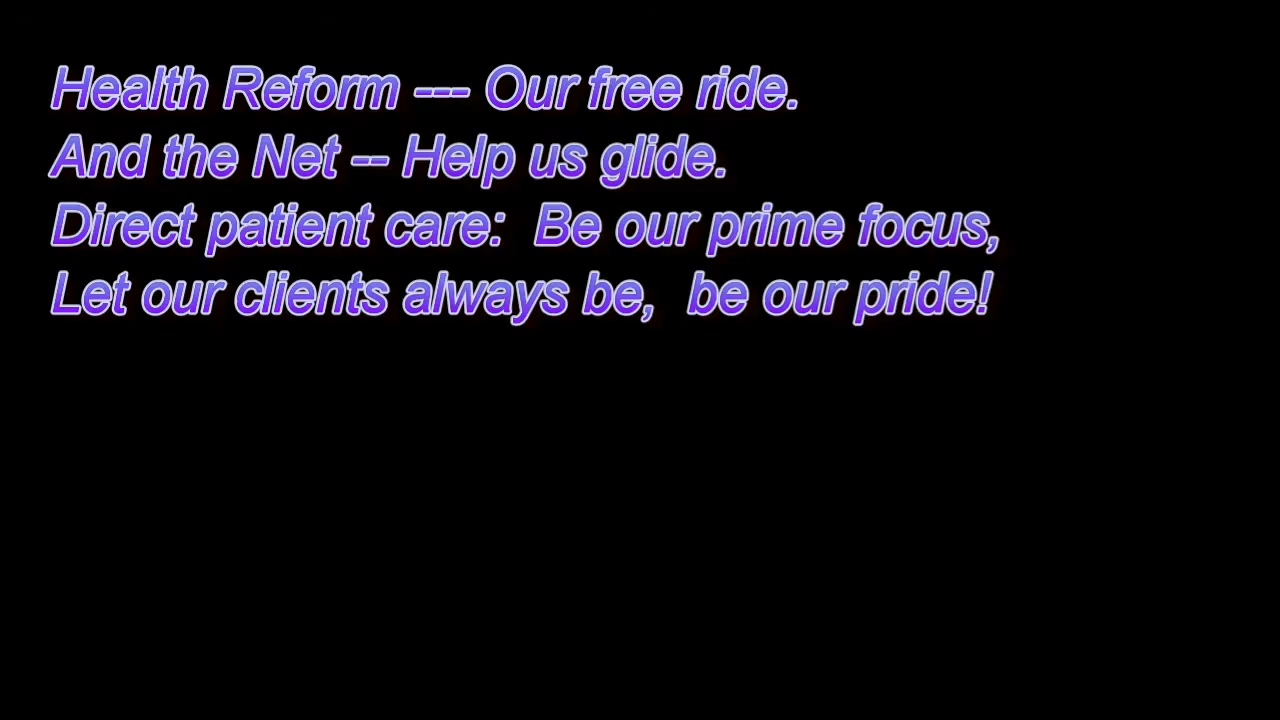 Health Reform --- Our free ride.
And the Net -- Help us glide.
Direct patient care:  Be our prime focus,
Let our clients always be,  be our pride!